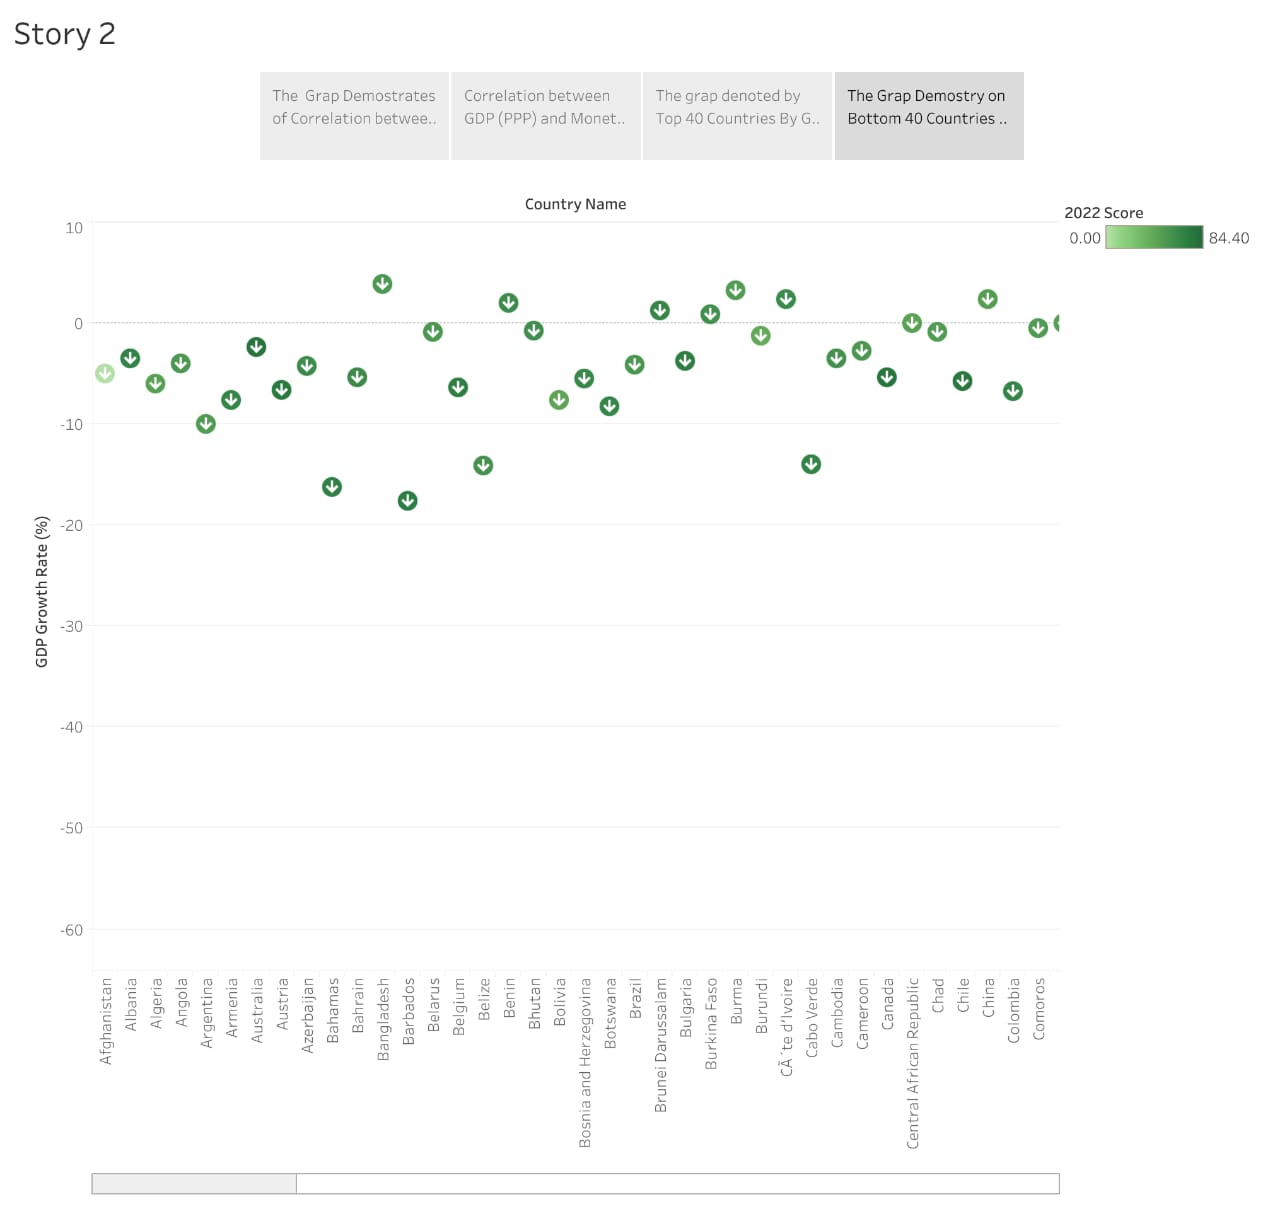 Story 2
The  Grap Demostrates
of Correlation betwee..
Correlation between
GDP (PPP) and Monet..
The grap denoted by
Top 40 Countries By G..
The Grap Demostry on
Bottom 40 Countries ..
Country Name
2022 Score
0.00
84.40
GDP Growth Rate (%)
10
0
-10
-20
-30
-40
-50
-60
Afghanistan
Albania
Algeria
Angola
Argentina
Armenia
Australia
Austria
Azerbaijan
Bahamas
Bahrain
Bangladesh
Barbados
Belarus
Belgium
Belize
Benin
Bhutan
Bolivia
Bosnia and Herzegovina
Botswana
Brazil
Brunei Darussalam
Bulgaria
Burkina Faso
Burma
Burundi
CÃ´te d'Ivoire
Cabo Verde
Cambodia
Cameroon
Canada
Central African Republic
Chad
Chile
China
Colombia
Comoros